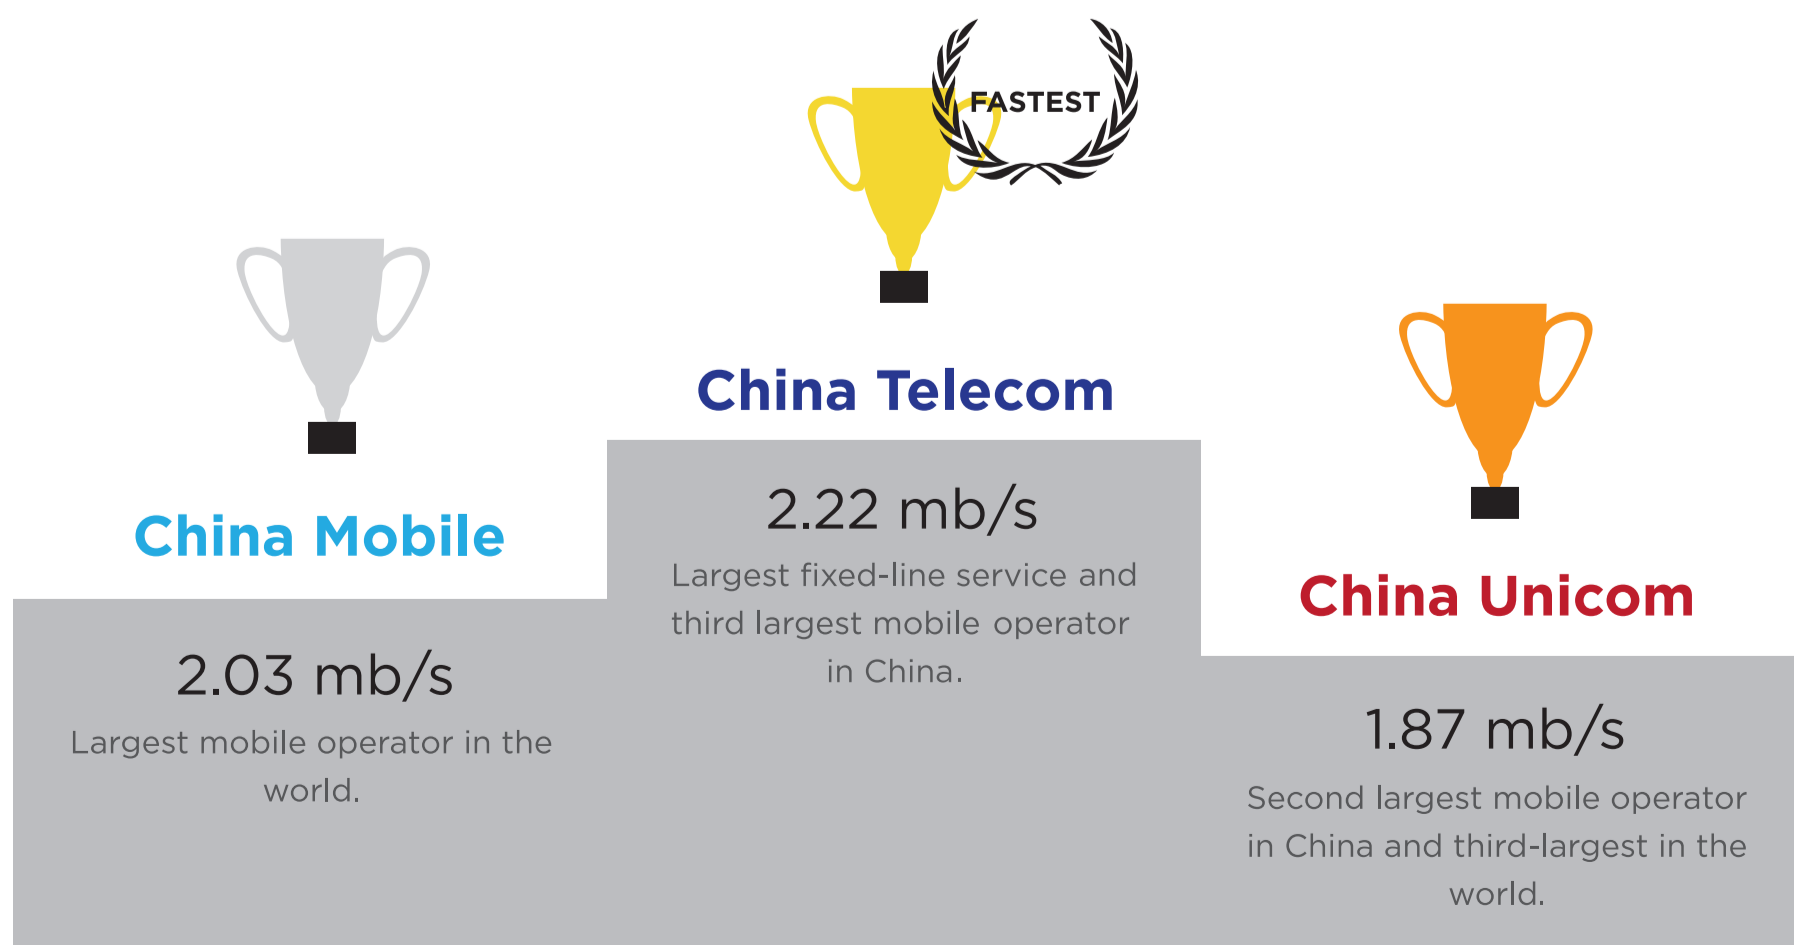 FASTEST
China Mobile
2.03 mb/s
Largest mobile operator in the
world.
China Telecom
2.22 mb/s
Largest fixed-line service and
third largest mobile operator
in China.
China Unicom
1.87 mb/s
Second largest mobile operator
in China and third-largest in the
world.